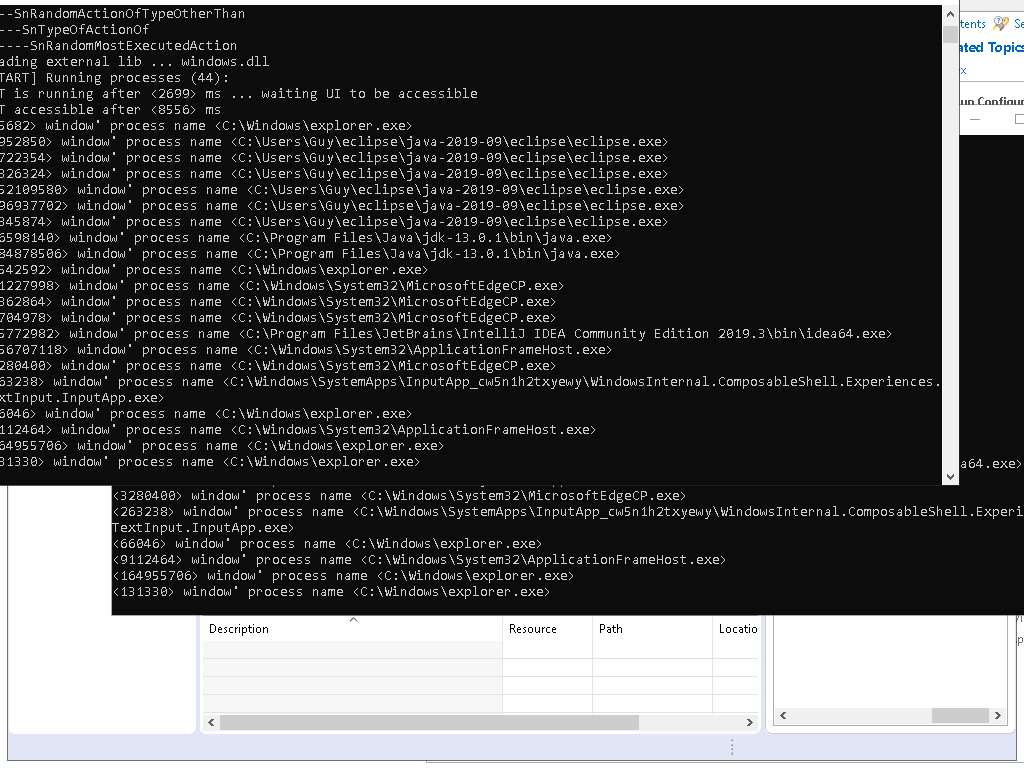 --SnRandomActionOfTypeOtherThan
---SnTypeOfActionOf
----SnRandomMostExecutedAction
ading external lib ... windows.dll
TART] Running processes (44):
T is running after <2699> ms ... waiting UI to be accessible
T accessible after <8556> ms
5682> window' process name <C:\Windows\explorer.exe>
952850> window' process name <C:\Users\Guy\eclipse\java-2019-09\eclipse\eclipse.exe>
722354> window' process name <C:\Users\Guy\eclipse\java-2019-09\eclipse\eclipse.exe>
326324> window' process name <C:\Users\Guy\eclipse\java-2019-09\eclipse\eclipse.exe>
52109580> window' process name <C:\Users\Guy\eclipse\java-2019-09\eclipse\eclipse.exe>
96937702> window' process name <C:\Users\Guy\eclipse\java-2019-09\eclipse\eclipse.exe>
845874> window' process name <C:\Users\Guy\eclipse\java-2019-09\eclipse\eclipse.exe>
6598140> window' process name <C:\Program Files\Java\jdk-13.0.1\bin\java.exe>
84878506> window' process name <C:\Program Files\Java\jdk-13.0.1\bin\java.exe>
542592> window' process name <C:\Windows\explorer.exe>
1227998> window' process name <C:\Windows\System32\MicrosoftEdgeCP.exe>
362864> window' process name <C:\Windows\System32\MicrosoftEdgeCP.exe>
704978> window' process name <C:\Windows\System32\MicrosoftEdgeCP.exe>
5772982> window' process name <C:\Program Files\JetBrains\IntelliJ IDEA Community Edition 2019.3\bin\idea64.exe>
56707118> window' process name <C:\Windows\System32\ApplicationFrameHost.exe>
280400> window' process name <C:\Windows\System32\MicrosoftEdgeCP.exe>
63238> window' process name <C:\Windows\SystemApps\InputApp_cw5n1h2txyewy\WindowsInternal.ComposableShell.Experiences.
xtInput.InputApp.exe>
6046> window' process name <C:\Windows\explorer.exe>
112464> window' process name <C:\Windows\System32\ApplicationFrameHost.exe>
64955706> window' process name <C:\Windows\explorer.exe>
31330> window' process name <C:\Windows\explorer.exe>
tents Se
ated Topics
x
un Configur
a64.exe>
<3280400> window' process name <C:\Windows\System32\MicrosoftEdgeCP.exe>
<263238> window' process name <C:\Windows\SystemApps\InputApp_cw5n1h2txyewy\WindowsInternal.ComposableShell.Experi
TextInput.InputApp.exe>
<66046> window' process name <C:\Windows\explorer.exe>
<9112464> window' process name <C:\Windows\System32\ApplicationFrameHost.exe>
<164955706> window' process name <C:\Windows\explorer.exe>
<131330> window' process name <C:\Windows\explorer.exe>
Description Resource Path Locatio